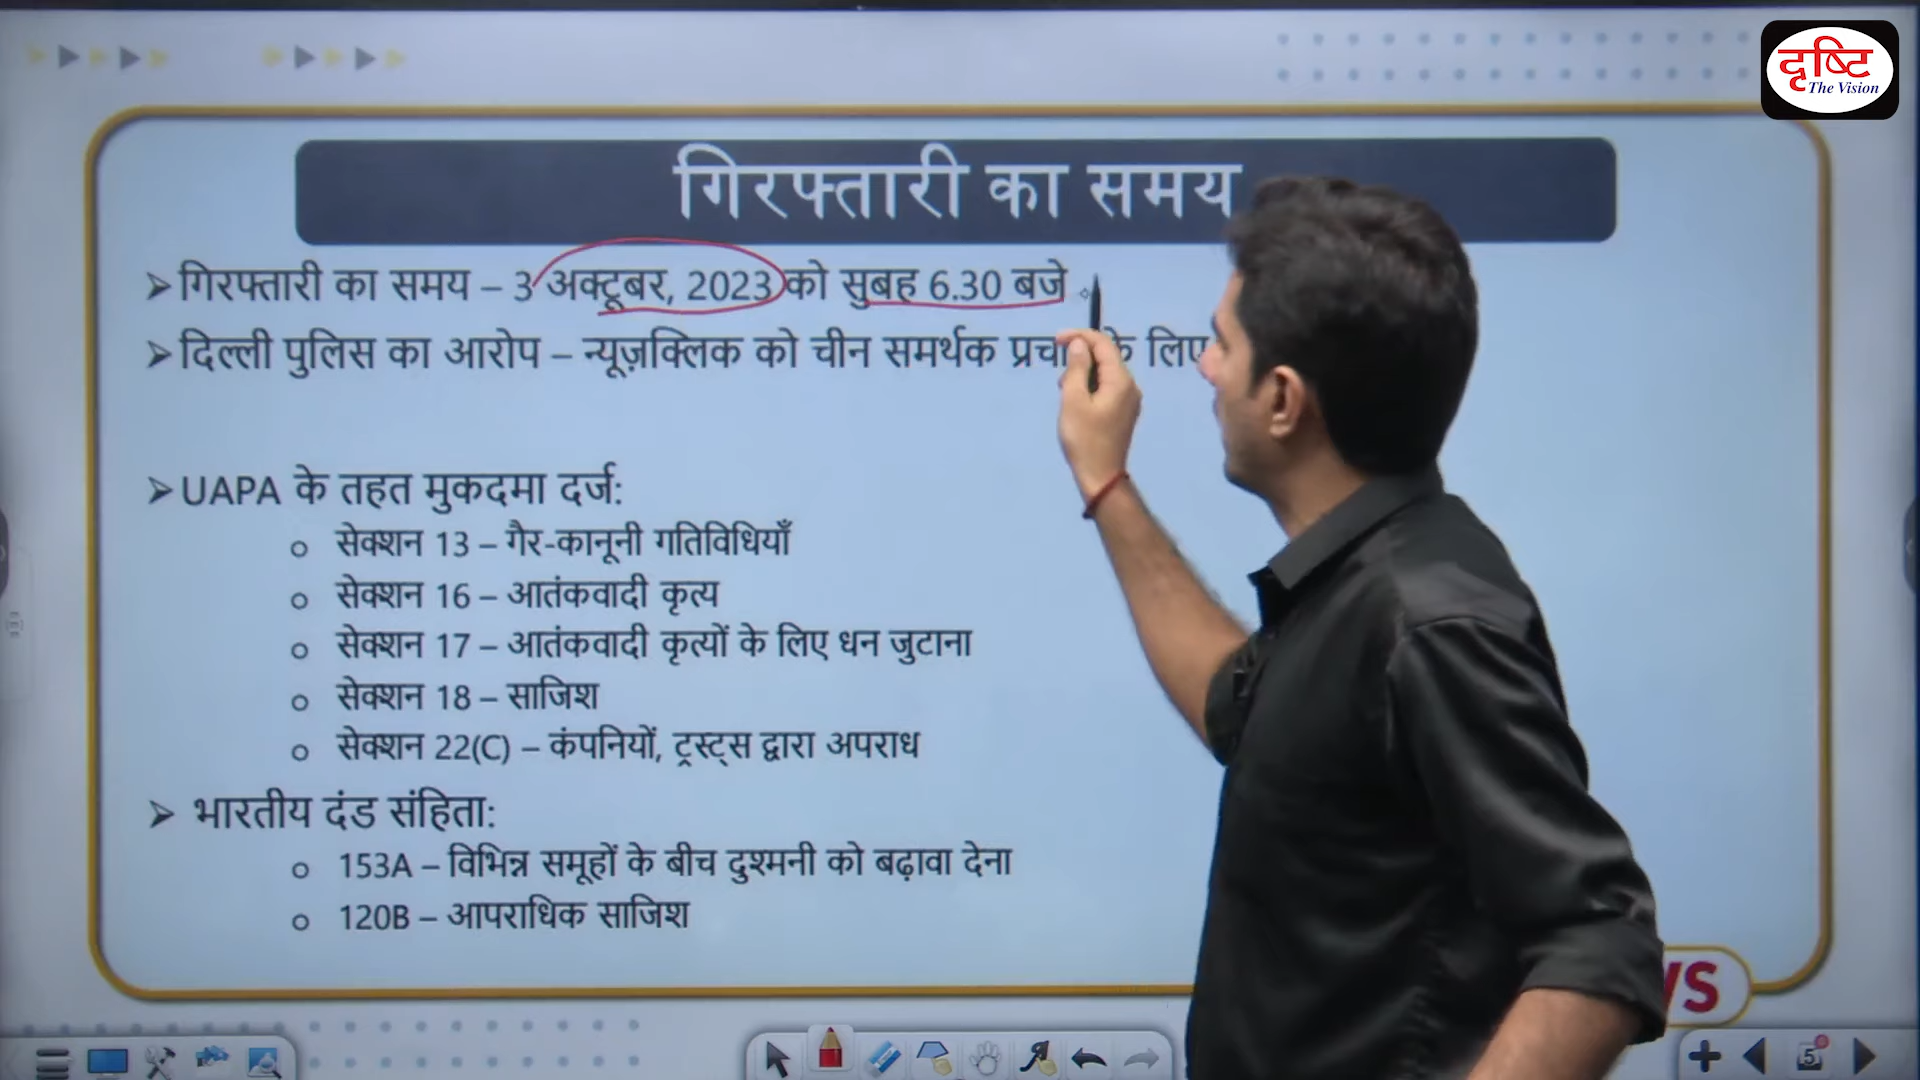 दृष्टि
The Vision
गिरफ्तारी का समय
➤गिरफ्तारी का समय – 3 अक्टूबर, 2023 को सुबह 6.30 बजे
➤दिल्ली पुलिस का आरोप – न्यूज़क्लिक को चीन समर्थक के लिए
➤UAPA के तहत मुकदमा दर्ज:
o सेक्शन 13 – गैर-कानूनी गतिविधियाँ
o सेक्शन 16 – आतंकवादी कृत्य
o सेक्शन 17 – आतंकवादी कृत्यों के लिए धन जुटाना
o सेक्शन 18 – साजिश
o सेक्शन 22(C) – कंपनियों, ट्रस्ट्स द्वारा अपराध
➤ भारतीय दंड संहिता:
o 153A – विभिन्न समूहों के बीच दुश्मनी को बढ़ावा देना
o 120B – आपराधिक साजिश
5